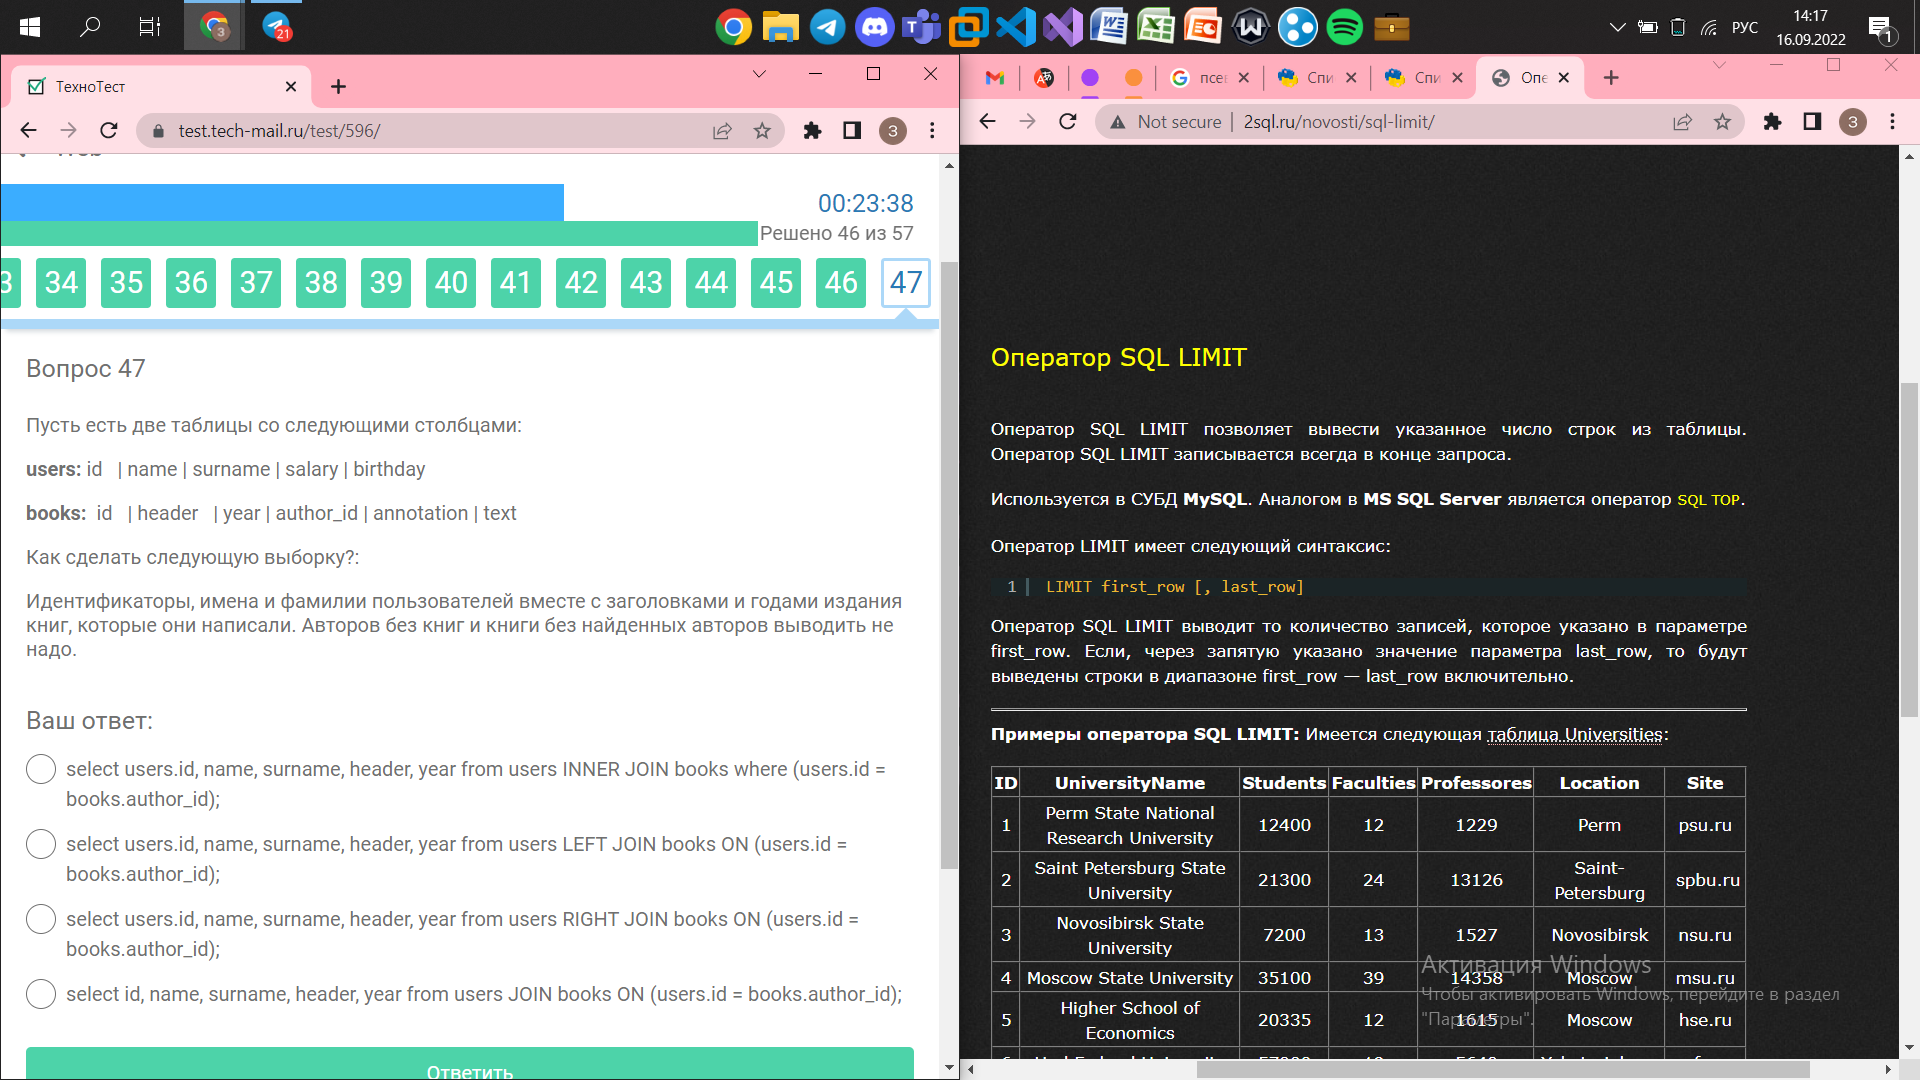 21
3
РУС
14:17
16.09.2022
1
ТехноТест
test.tech-mail.ru/test/596/
3
00:23:38
Решено 46 из 57
3 34 35 36 37 38 39 40 41 42 43 44 45 46 47
Вопрос 47
Пусть есть две таблицы со следующими столбцами:
users: id | name | surname | salary | birthday
books: id | header | year | author_id | annotation | text
Как сделать следующую выборку?:
Идентификаторы, имена и фамилии пользователей вместе с заголовками и годами издания
книг, которые они написали. Авторов без книг и книги без найденных авторов выводить не
надо.
Ваш ответ:
select users.id, name, surname, header, year from users INNER JOIN books where (users.id =
books.author_id);
select users.id, name, surname, header, year from users LEFT JOIN books ON (users.id =
books.author_id);
select users.id, name, surname, header, year from users RIGHT JOIN books ON (users.id =
books.author_id);
select id, name, surname, header, year from users JOIN books ON (users.id = books.author_id);
Ответить
псе
Спи
Спи
Опе
Not secure | 2sql.ru/novosti/sql-limit/
3
Оператор SQL LIMIT
Оператор SQL LIMIT позволяет вывести указанное число строк из таблицы.
Оператор SQL LIMIT записывается всегда в конце запроса.
Используется в СУБД MySQL. Аналогом в MS SQL Server является оператор SQL TOP.
Оператор LIMIT имеет следующий синтаксис:
1 LIMIT first_row [, last_row]
Оператор SQL LIMIT выводит то количество записей, которое указано в параметре
first_row. Если, через запятую указано значение параметра last_row, то будут
выведены строки в диапазоне first_row — last_row включительно.
Примеры оператора SQL LIMIT: Имеется следующая таблица Universities:
ID UniversityName Students Faculties Professores Location Site
1 Perm State National Research University 12400 12 1229 Perm psu.ru
2 Saint Petersburg State University 21300 24 13126 Saint-Petersburg spbu.ru
3 Novosibirsk State University 7200 13 1527 Novosibirsk nsu.ru
4 Moscow State University 35100 39 14358 Moscow msu.ru
5 Higher School of Economics 20335 12 1615 Moscow hse.ru
Активация Windows
Чтобы активировать Windows, перейдите в раздел
"Параметры".